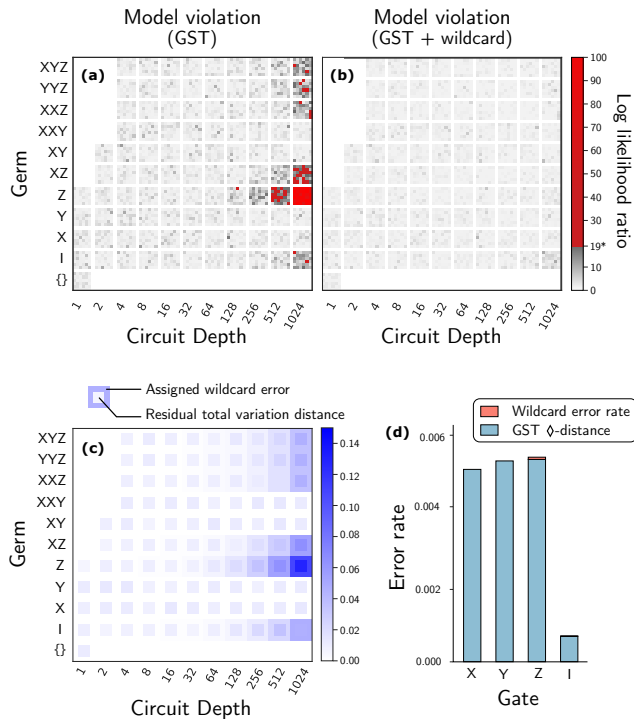 Model violation
(GST)
Model violation
(GST + wildcard)
(a)
(b)
Germ
XYZ
YYZ
XXZ
XXY
XY
XZ
Z
Y
X
I
{}
1 2 4 8 16 32 64 128 256 512 1024
Circuit Depth
1 2 4 8 16 32 64 128 256 512 1024
Circuit Depth
100
90
80
70
60
50
40
30
19*
10
0
Log likelihood ratio
Assigned wildcard error
Residual total variation distance
(c)
Germ
XYZ
YYZ
XXZ
XXY
XY
XZ
Z
Y
X
I
{}
1 2 4 8 16 32 64 128 256 512 1024
Circuit Depth
0.14
0.12
0.10
0.08
0.06
0.04
0.02
0.00
(d)
Wildcard error rate
GST ◊-distance
Error rate
0.006
0.004
0.002
0.000
X Y Z I
Gate